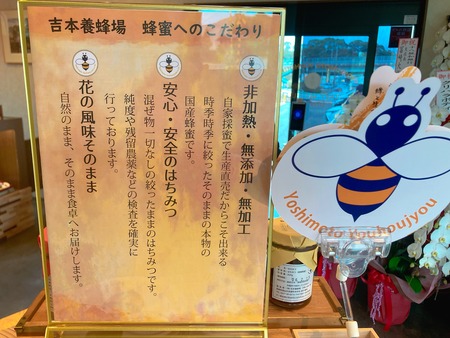 吉本養蜂場　蜂蜜へのこだわり
非加熱・無添加・無加工
自家採蜜で生産直売だからこそ出来る
時季時季に絞ったそのままの本物の
国産蜂蜜です。
安心・安全のはちみつ
混ぜ物一切なしの絞ったままのはちみつです。
純度や残留農薬などの検査を確実に
行っております。
花の風味そのまま
自然のまま、そのまま食卓へお届けします。
Yoshimoto Youhoujyou